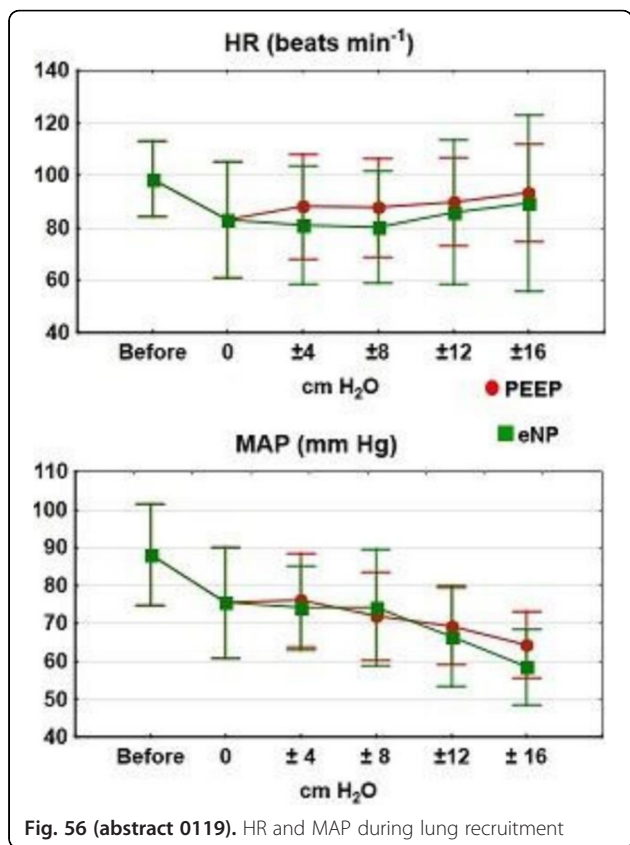 HR (beats min⁻¹)
140
120
100
80
60
40
Before 0 ±4 ±8 ±12 ±16
cm H₂O
PEEP
eNP
MAP (mm Hg)
110
100
90
80
70
60
50
40
Before 0 ± 4 ± 8 ±12 ± 16
cm H₂O
Fig. 56 (abstract 0119). HR and MAP during lung recruitment